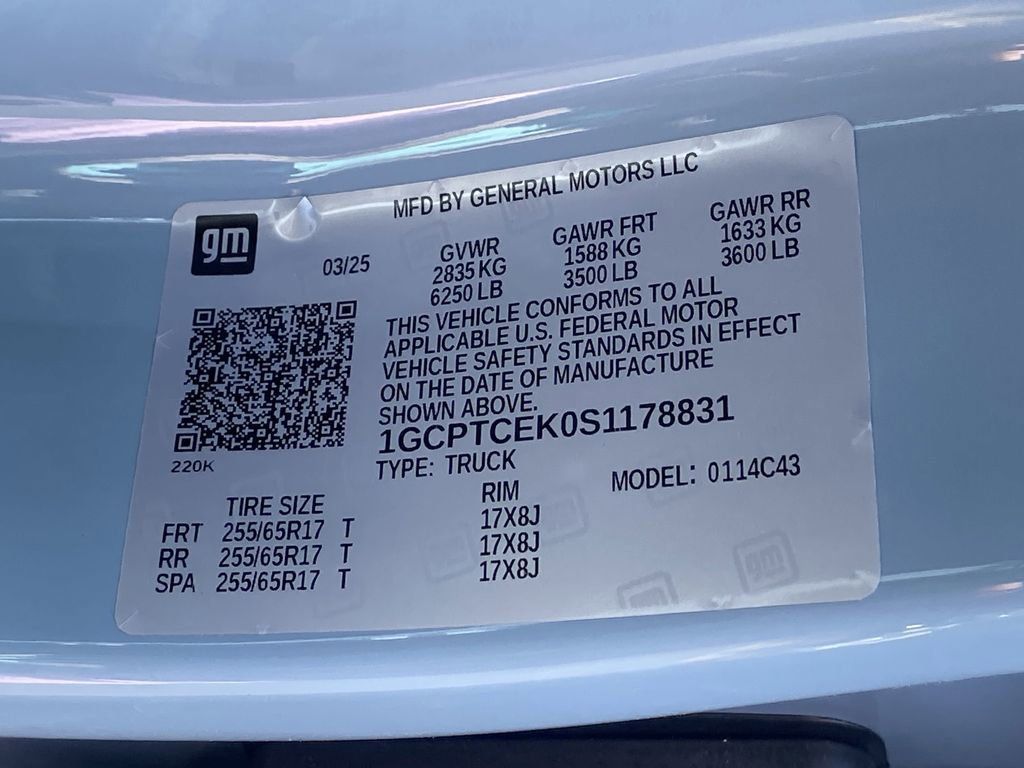 MFD BY GENERAL MOTORS LLC
gm
03/25
GVWR GAWR FRT GAWR RR
2835 KG 1588 KG 1633 KG
6250 LB 3500 LB 3600 LB
THIS VEHICLE CONFORMS TO ALL
APPLICABLE U.S. FEDERAL MOTOR
VEHICLE SAFETY STANDARDS IN EFFECT
ON THE DATE OF MANUFACTURE
SHOWN ABOVE.
1GCPTCEK0S1178831
220K
TYPE: TRUCK MODEL: 0114C43
TIRE SIZE RIM
FRT 255/65R17 T 17X8J
RR 255/65R17 T 17X8J
SPA 255/65R17 T 17X8J
gm
gm